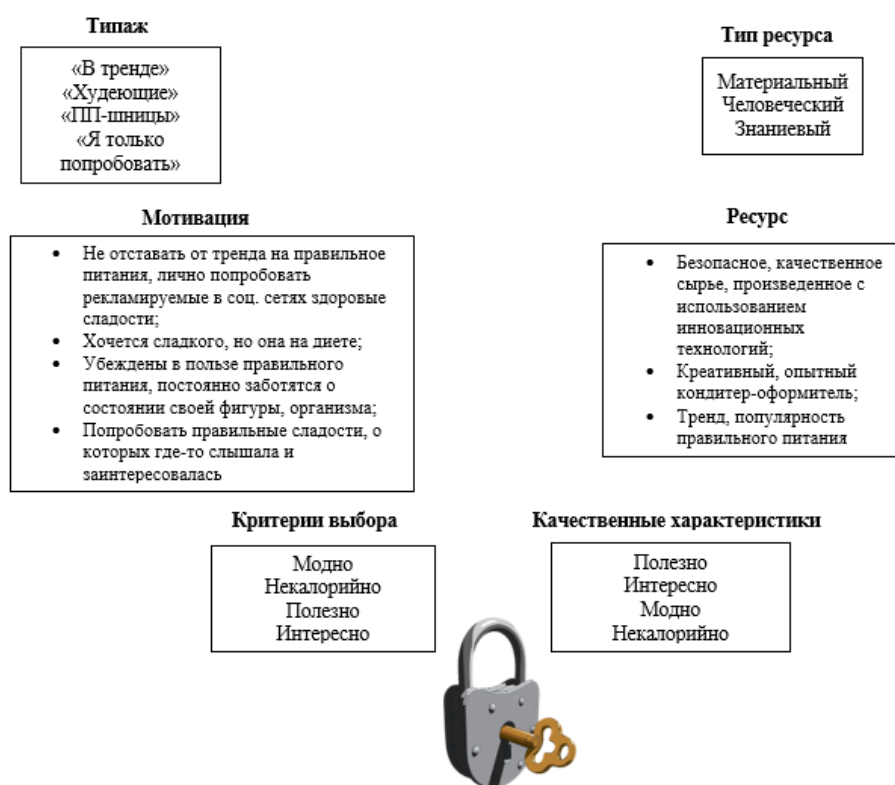 Типаж
«В тренде»
«Худеющие»
«ПП-шницы»
«Я только
попробовать»
Тип ресурса
Материальный
Человеческий
Знаниевый
Мотивация
• Не отставать от тренда на правильное
питания, лично попробовать
рекламируемые в соц. сетях здоровые
сладости;
• Хочется сладкого, но она на диете;
• Убеждены в пользе правильного
питания, постоянно заботятся о
состоянии своей фигуры, организма;
• Попробовать правильные сладости, о
которых где-то слышала и
заинтересовалась
Ресурс
• Безопасное, качественное
сырье, произведенное с
использованием
инновационных
технологий;
• Креативный, опытный
кондитер-оформитель;
• Тренд, популярность
правильного питания
Критерии выбора
Модно
Некалорийно
Полезно
Интересно
Качественные характеристики
Полезно
Интересно
Модно
Некалорийно